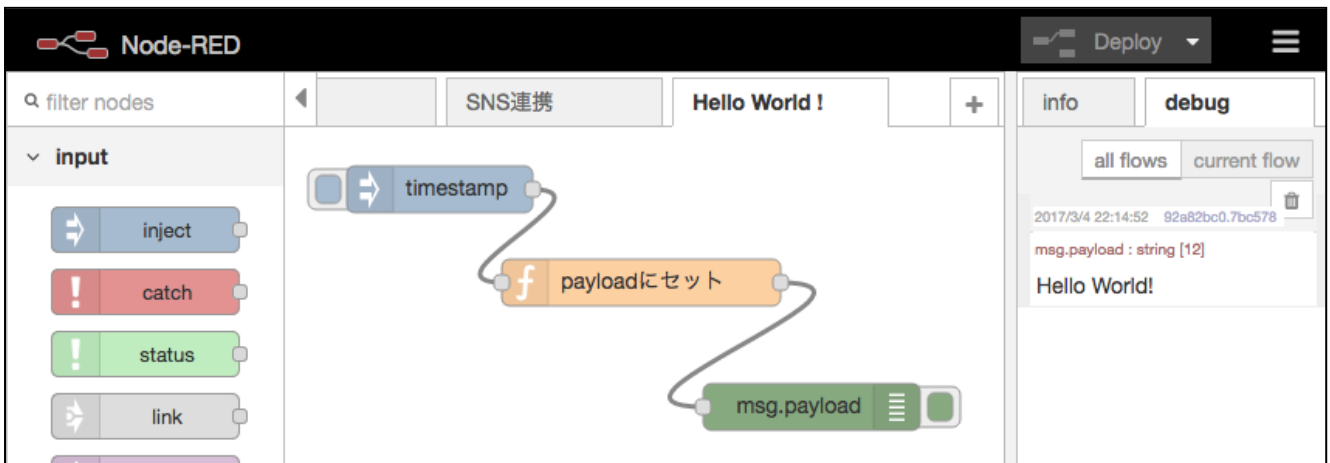 Node-RED
Deploy
filter nodes
SNS連携
Hello World !
+
info
debug
input
all flows
current flow
timestamp
inject
2017/3/4 22:14:52 92a82bc0.7bc578
msg.payload : string [12]
Hello World!
payloadにセット
catch
status
msg.payload
link